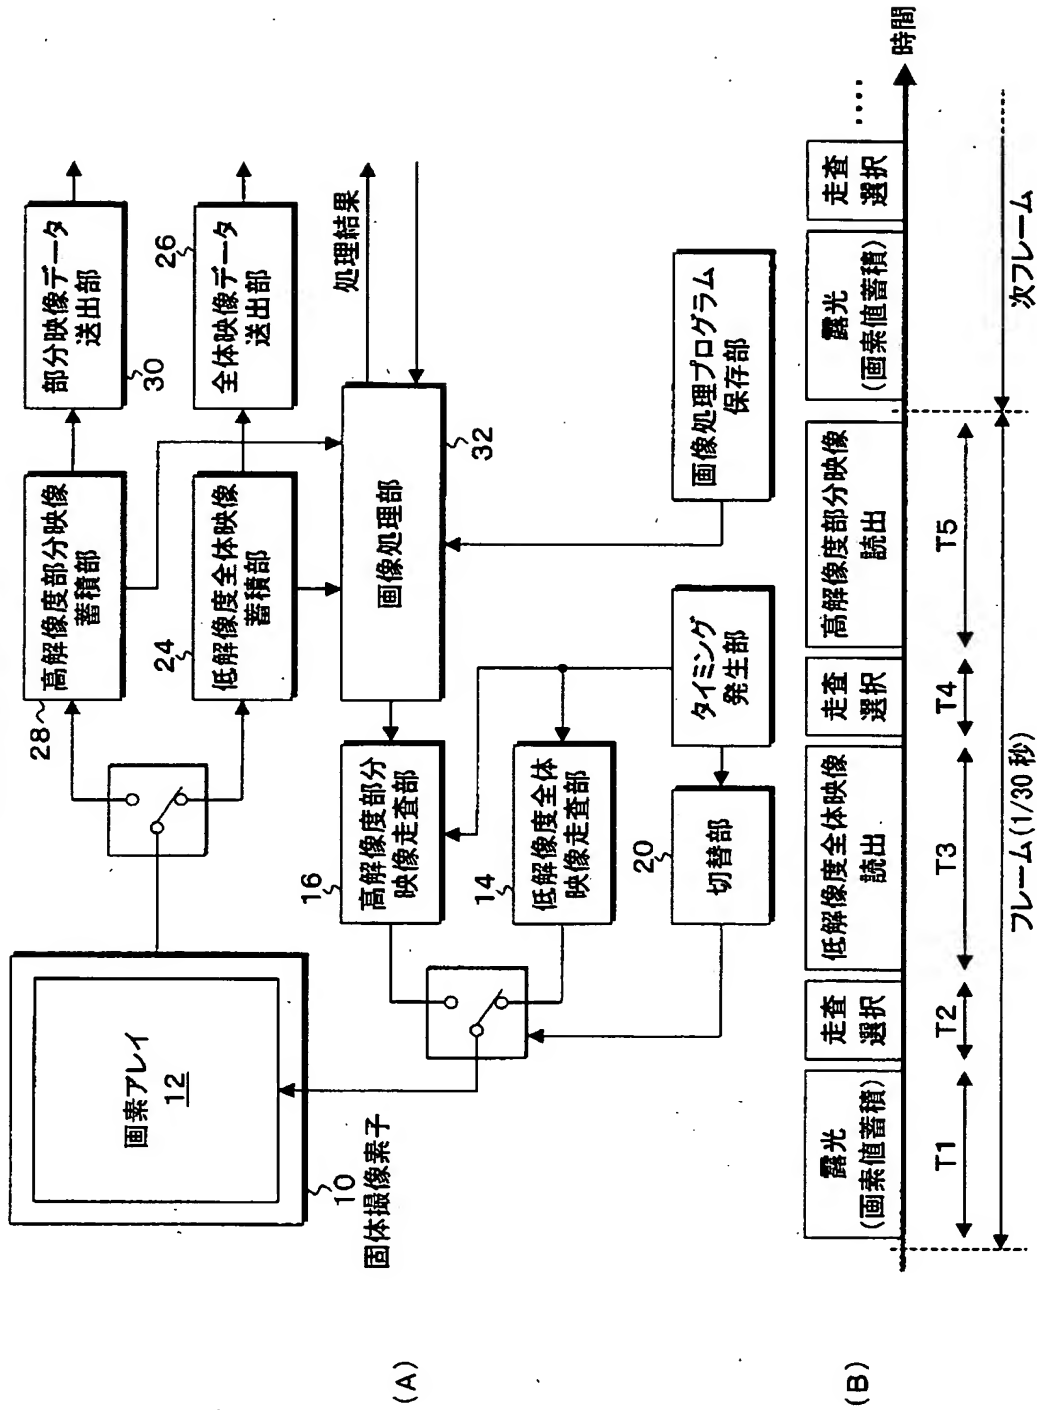 (A)
画素アレイ
12
10
固体撮像素子
28
高解像度部分映像
蓄積部
部分映像データ
送出部
30
24
低解像度全体映像
蓄積部
26
全体映像データ
送出部
処理結果
16
高解像度部分
映像走査部
画像処理部
32
14
低解像度全体
映像走査部
20
切替部
タイミング
発生部
画像処理プログラム
保存部
(B)
露光
(画素値蓄積)
走査
選択
低解像度全体映像
読出
走査
選択
高解像度部分映像
読出
露光
(画素値蓄積)
走査
選択
‥‥
時間
T1
T2
T3
T4
T5
フレーム(1/30 秒)
次フレーム